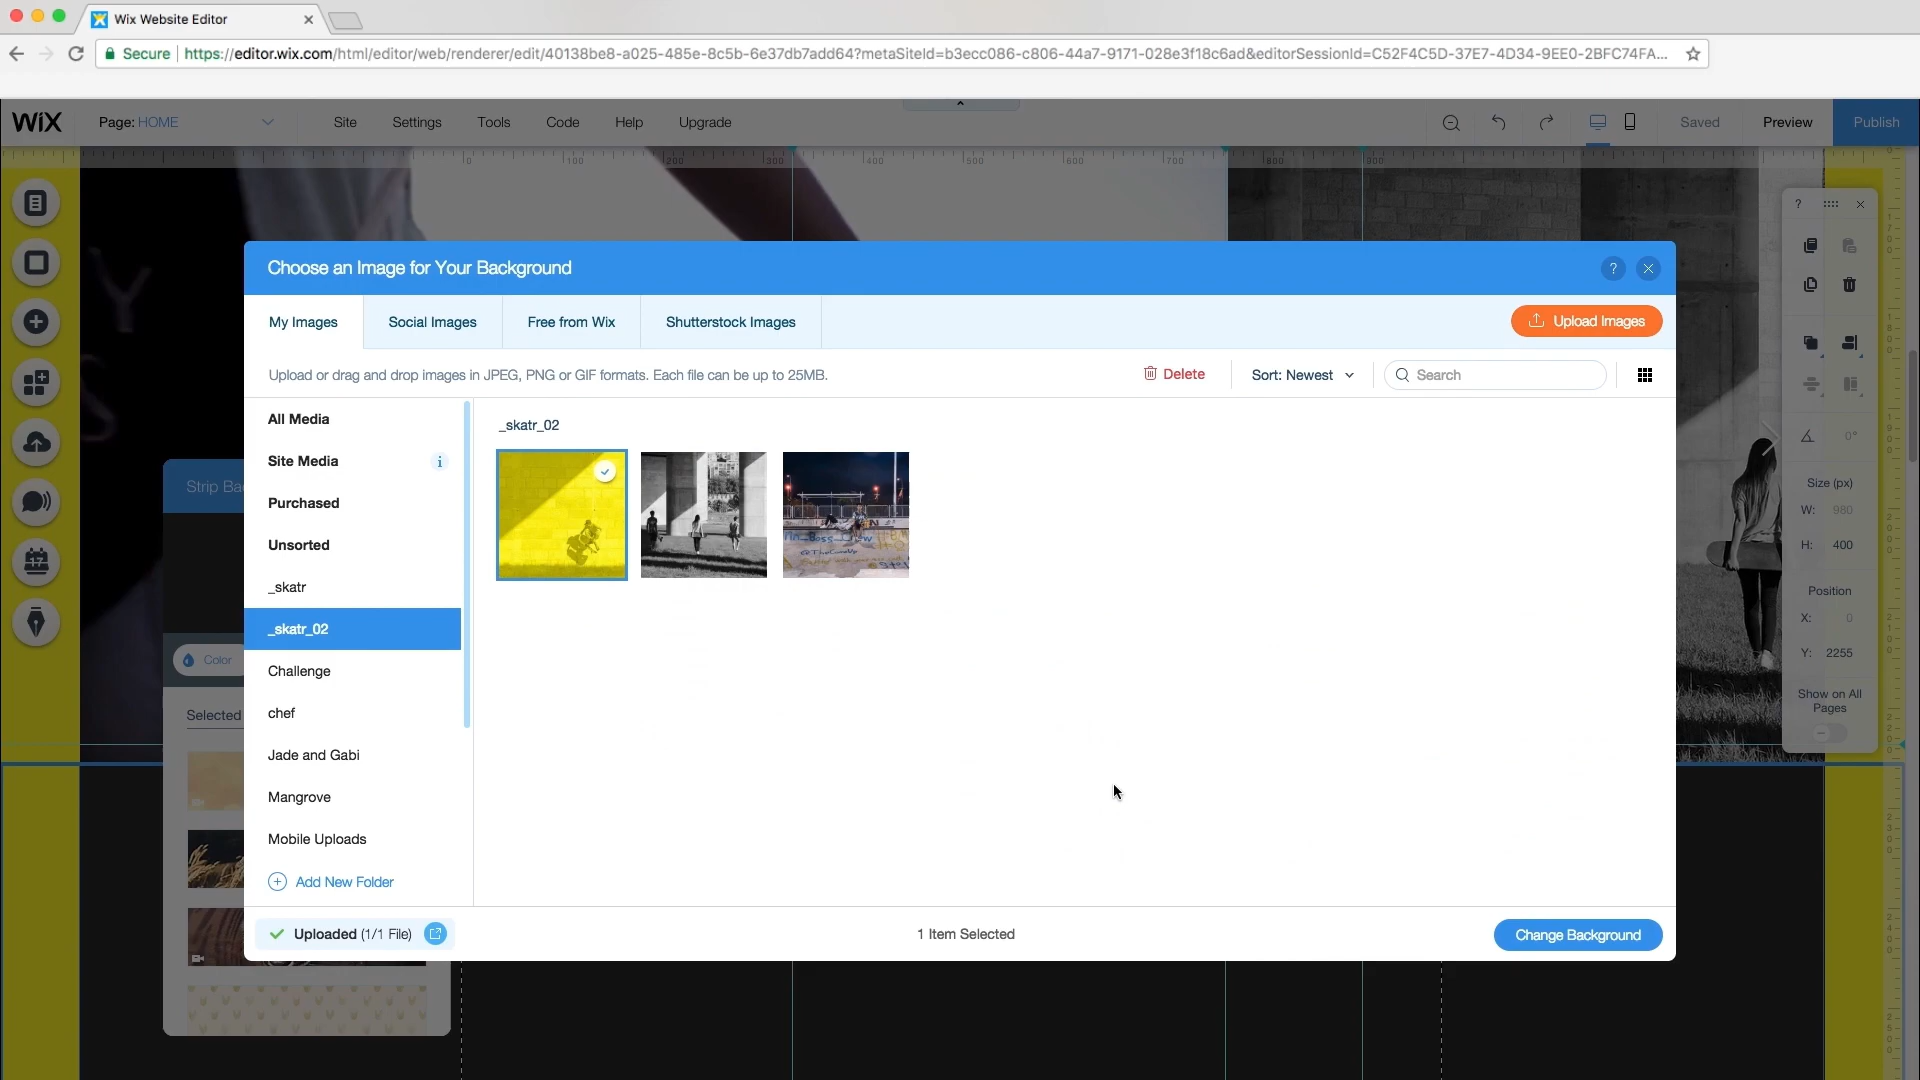 Wix Website Editor
Secure https://editor.wix.com/html/editor/web/renderer/edit/40138be8-a025-485e-8c5b-6e37db7add64?metaSiteId=b3ecc086-c806-44a7-9171-028e3f18c6ad&editorSessionId=C52F4C5D-37E7-4D34-9EE0-2BFC74FA...
WiX Page: HOME Site Settings Tools Code Help Upgrade Saved Preview Publish
0 100 200 300 400 500 600 700 800 900
Choose an Image for Your Background ?
My Images Social Images Free from Wix Shutterstock Images Upload Images
Upload or drag and drop images in JPEG, PNG or GIF formats. Each file can be up to 25MB. Delete Sort: Newest Search
All Media
Site Media i
Purchased
Unsorted
_skatr
_skatr_02
Challenge
chef
Jade and Gabi
Mangrove
Mobile Uploads
Add New Folder
_skatr_02
Uploaded (1/1 File) 1 Item Selected Change Background
Strip Ba
Color
Selected
17
?
0°
Size (px)
W: 980
H: 400
Position
X: 0
Y: 2255
Show on All
Pages